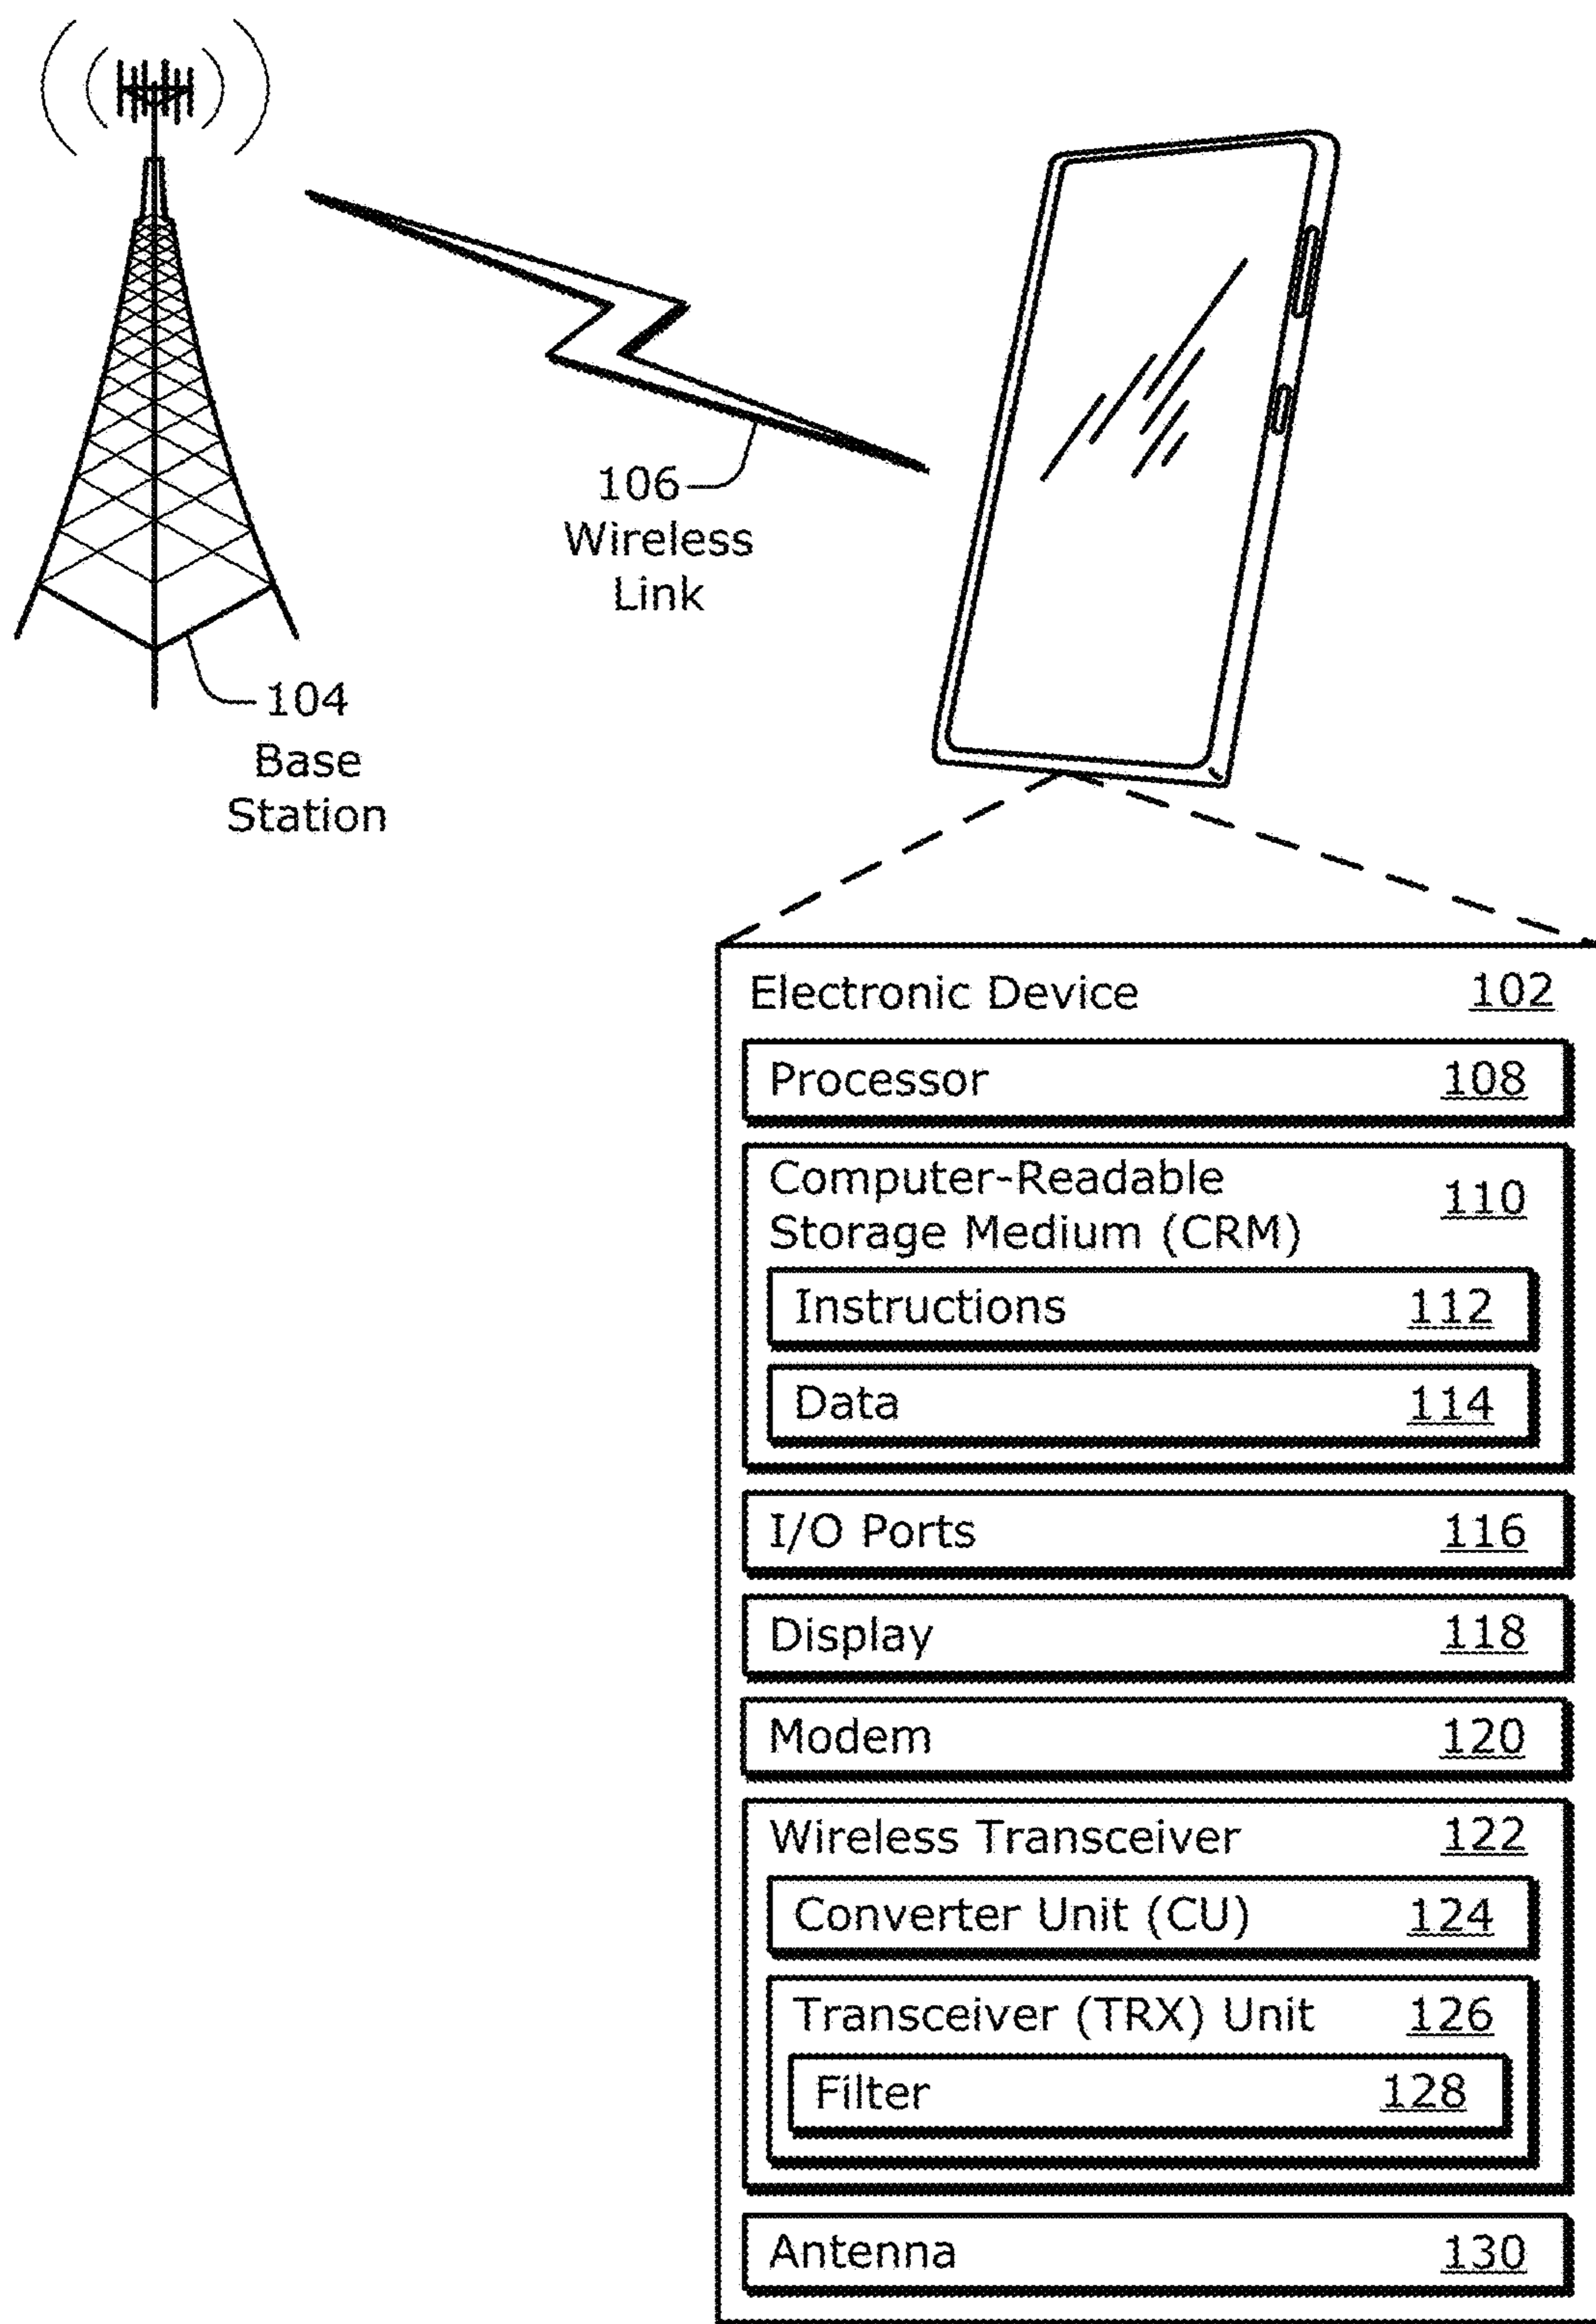 106
Wireless
Link
104
Base
Station
Electronic Device 102
Processor 108
Computer-Readable
Storage Medium (CRM) 110
Instructions 112
Data 114
I/O Ports 116
Display 118
Modem 120
Wireless Transceiver 122
Converter Unit (CU) 124
Transceiver (TRX) Unit 126
Filter 128
Antenna 130